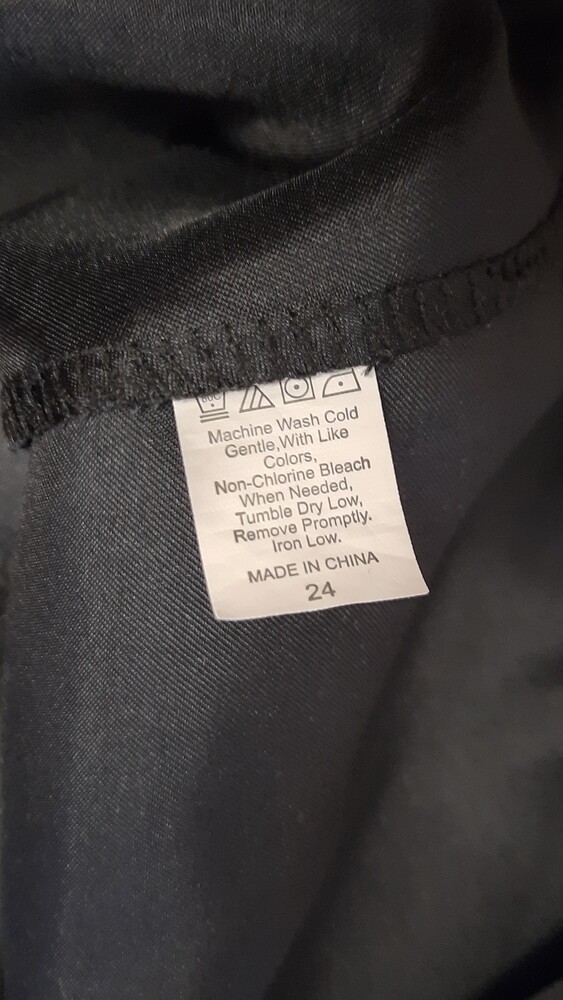 Machine Wash Cold
Gentle,With Like
Colors,
Non-Chlorine Bleach
When Needed,
Tumble Dry Low,
Remove Promptly.
Iron Low.
MADE IN CHINA
24